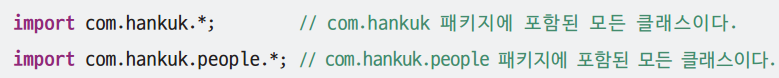 import com.hankuk.*; // com.hankuk 패키지에 포함된 모든 클래스이다.
import com.hankuk.people.*; // com.hankuk.people 패키지에 포함된 모든 클래스이다.